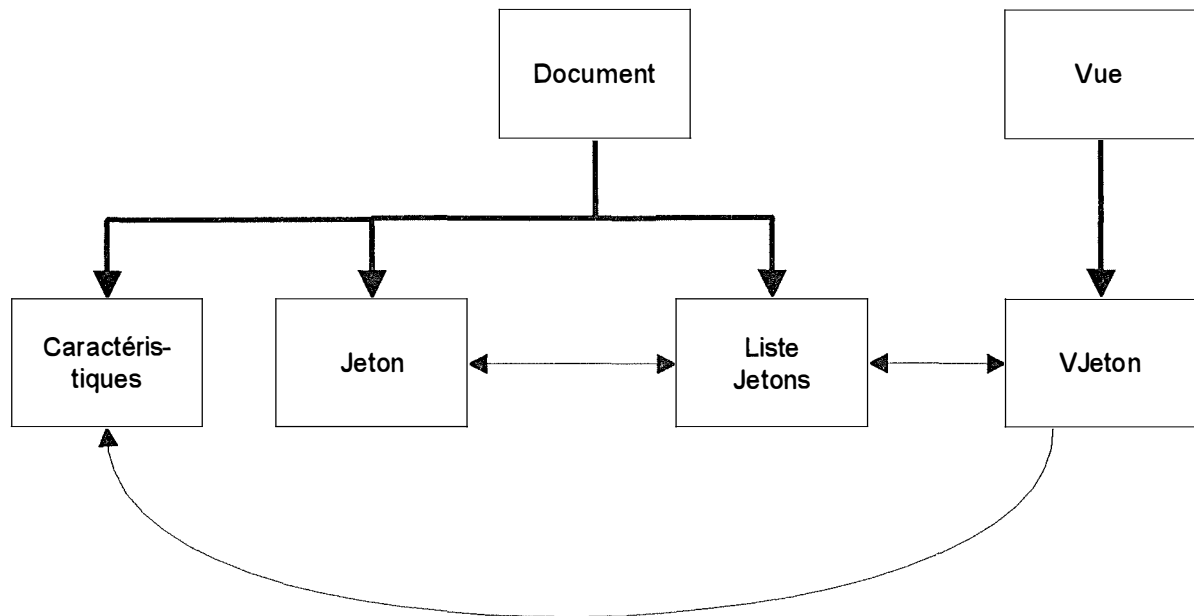 Document
Vue
Caractéris-
tiques
Jeton
Liste
Jetons
VJeton